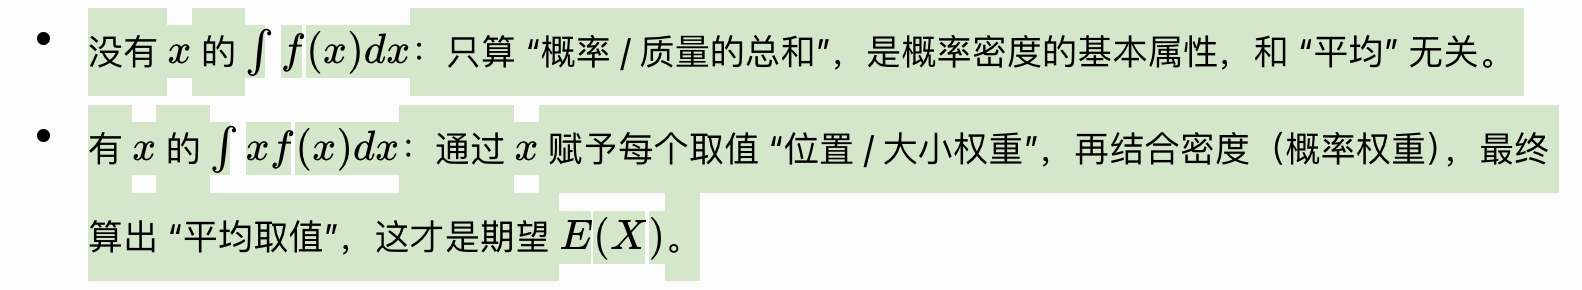 • 没有 x 的 ∫ f(x)dx：只算 “概率 / 质量的总和”，是概率密度的基本属性，和 “平均” 无关。
• 有 x 的 ∫ xf(x)dx：通过 x 赋予每个取值 “位置 / 大小权重”，再结合密度（概率权重），最终
算出 “平均取值”，这才是期望 E(X)。